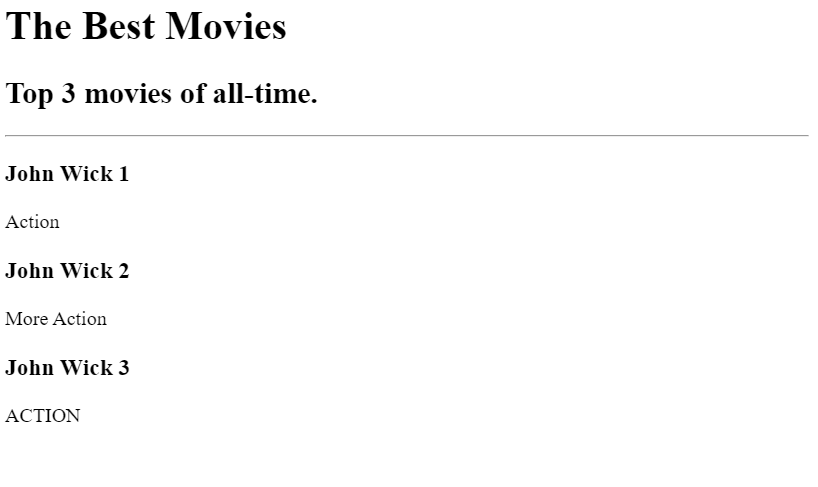 The Best Movies
Top 3 movies of all-time.
John Wick 1
Action
John Wick 2
More Action
John Wick 3
ACTION